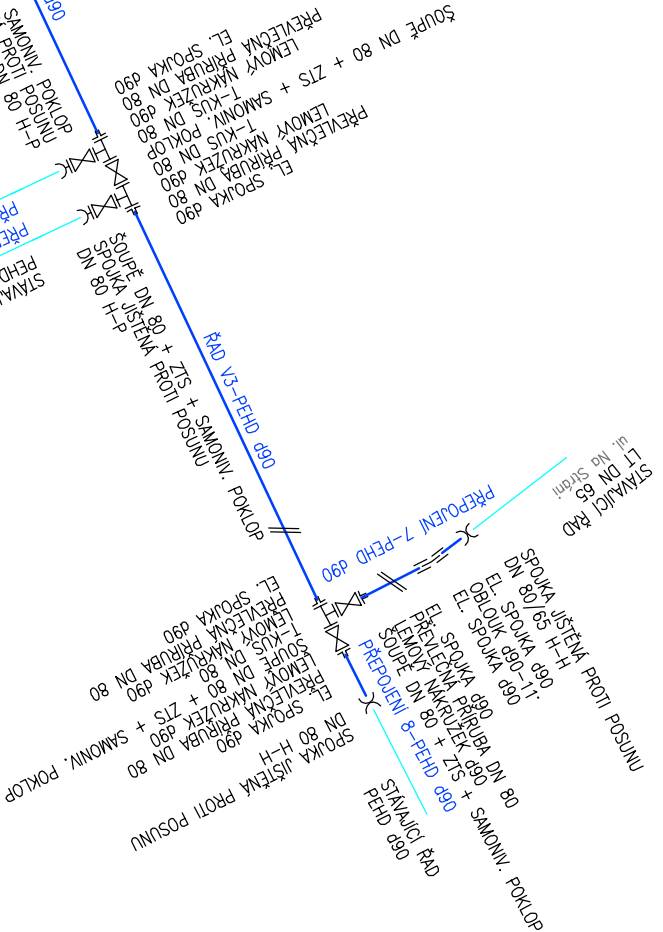 d90
SAMONIV. POKLOP
PROTI POSUNU
DN 80 H-P
EL. SPOJKA d90
PŘEVLEČNÁ PŘÍRUBA DN 80
LEMOVÝ NÁKRUŽEK d90
T-KUS DN 80
ŠOUPĚ DN 80 + ZTS + SAMONIV. POKLOP
T-KUS DN 80
LEMOVÝ NÁKRUŽEK d90
PŘEVLEČNÁ PŘÍRUBA DN 80
EL. SPOJKA d90
STÁVA
PEHD
ŠOUPĚ DN 80 + ZTS + SAMONIV. POKLOP
SPOJKA JIŠTĚNÁ PROTI POSUNU
DN 80 H-P
ŘAD V3-PEHD d90
PŘEPOJENÍ 7-PEHD d90
ul. Na Stráni
LT DN 65
STÁVAJÍCÍ ŘAD
SPOJKA JIŠTĚNÁ PROTI POSUNU
DN 80/65 H-H
EL. SPOJKA d90
OBLOUK d90-11°
EL. SPOJKA d90
EL. SPOJKA d90
PŘEVLEČNÁ PŘÍRUBA DN 80
LEMOVÝ NÁKRUŽEK d90
ŠOUPĚ DN 80 + ZTS + SAMONIV. POKLOP
PŘEPOJENÍ 8-PEHD d90
EL. SPOJKA d90
PŘEVLEČNÁ PŘÍRUBA DN 80
LEMOVÝ NÁKRUŽEK d90
T-KUS DN 80
ŠOUPĚ DN 80 + ZTS + SAMONIV. POKLOP
LEMOVÝ NÁKRUŽEK d90
PŘEVLEČNÁ PŘÍRUBA DN 80
EL. SPOJKA d90
SPOJKA JIŠTĚNÁ PROTI POSUNU
DN 80 H-H
STÁVAJÍCÍ ŘAD
PEHD d90